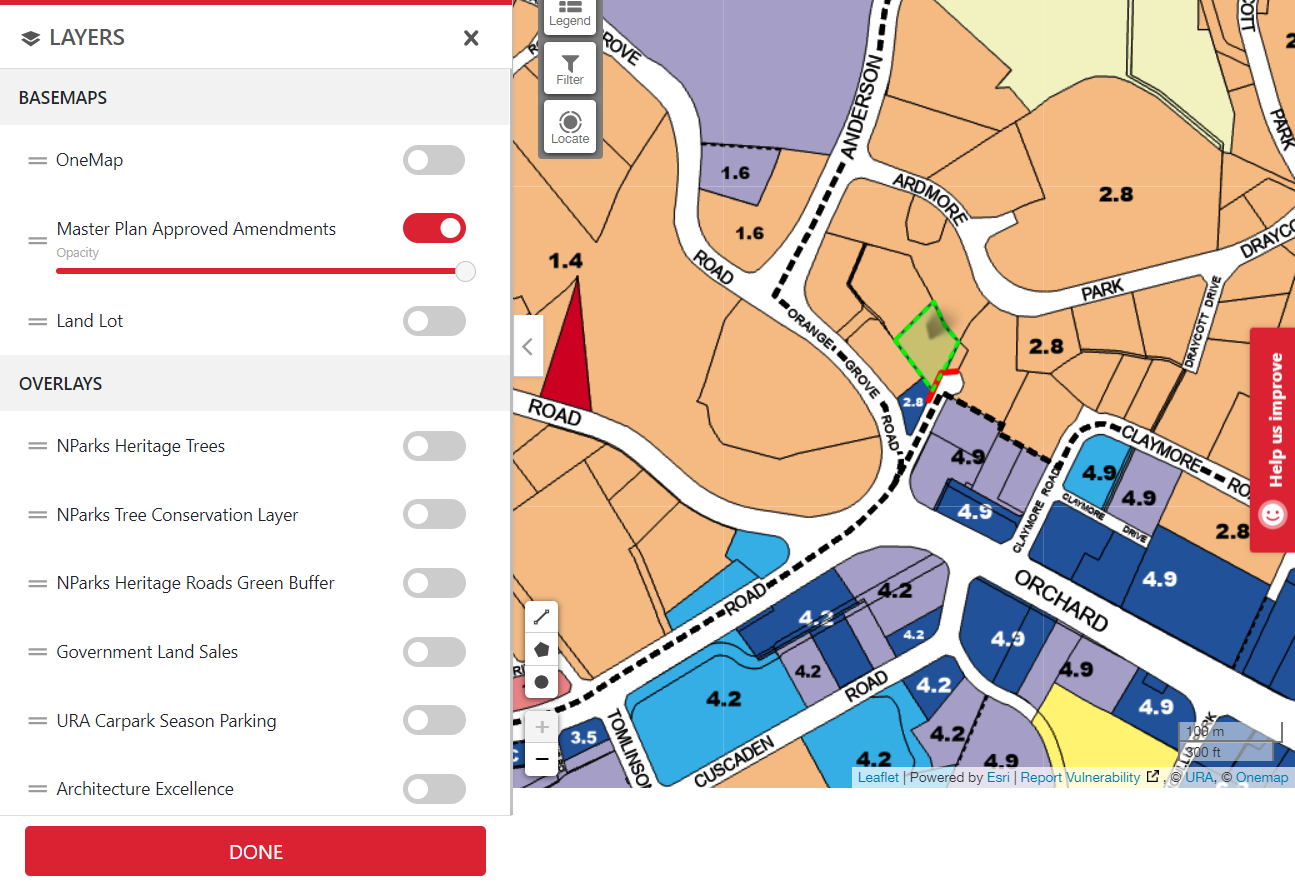 LAYERS
BASEMAPS
OneMap
Master Plan Approved Amendments
Opacity
Land Lot
OVERLAYS
NParks Heritage Trees
NParks Tree Conservation Layer
NParks Heritage Roads Green Buffer
Government Land Sales
URA Carpark Season Parking
Architecture Excellence
DONE
Legend
Filter
Locate
ROVE
ANDERSON
COTT
PARK
2
1.6
ARDMORE
2.8
1.6
DRAYCO
ROAD
1.4
PARK
DRAYCOTT DRIVE
ORANGE GROVE ROAD
2.8
2.8
ROAD
CLAYMORE RO
4.9
4.9
4.9
CLAYMORE DRIVE
4.9
CLAYMORE ROAD
2.8
4.9
ORCHARD
4.2
ROAD
4.2
4.2
4.9
4.2
4.9
ROAD
4.2
4.2
4.9
3.5
TOMLINSON
CUSCADEN
4.2
4.2
4.9
100 m
300 ft
Leaflet | Powered by Esri | Report Vulnerability , © URA, © Onemap
Help us improve